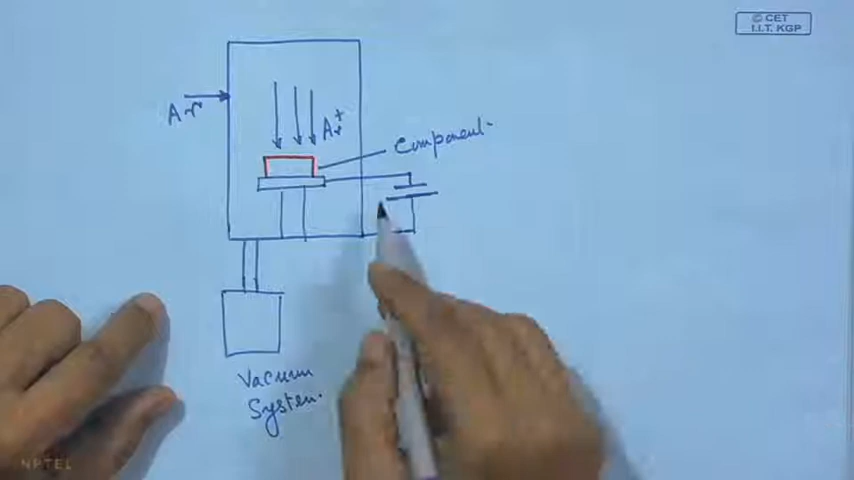 © CET
I.I.T. KGP
Ar
Ar+
Component
Vacuum
System.
NPTEL